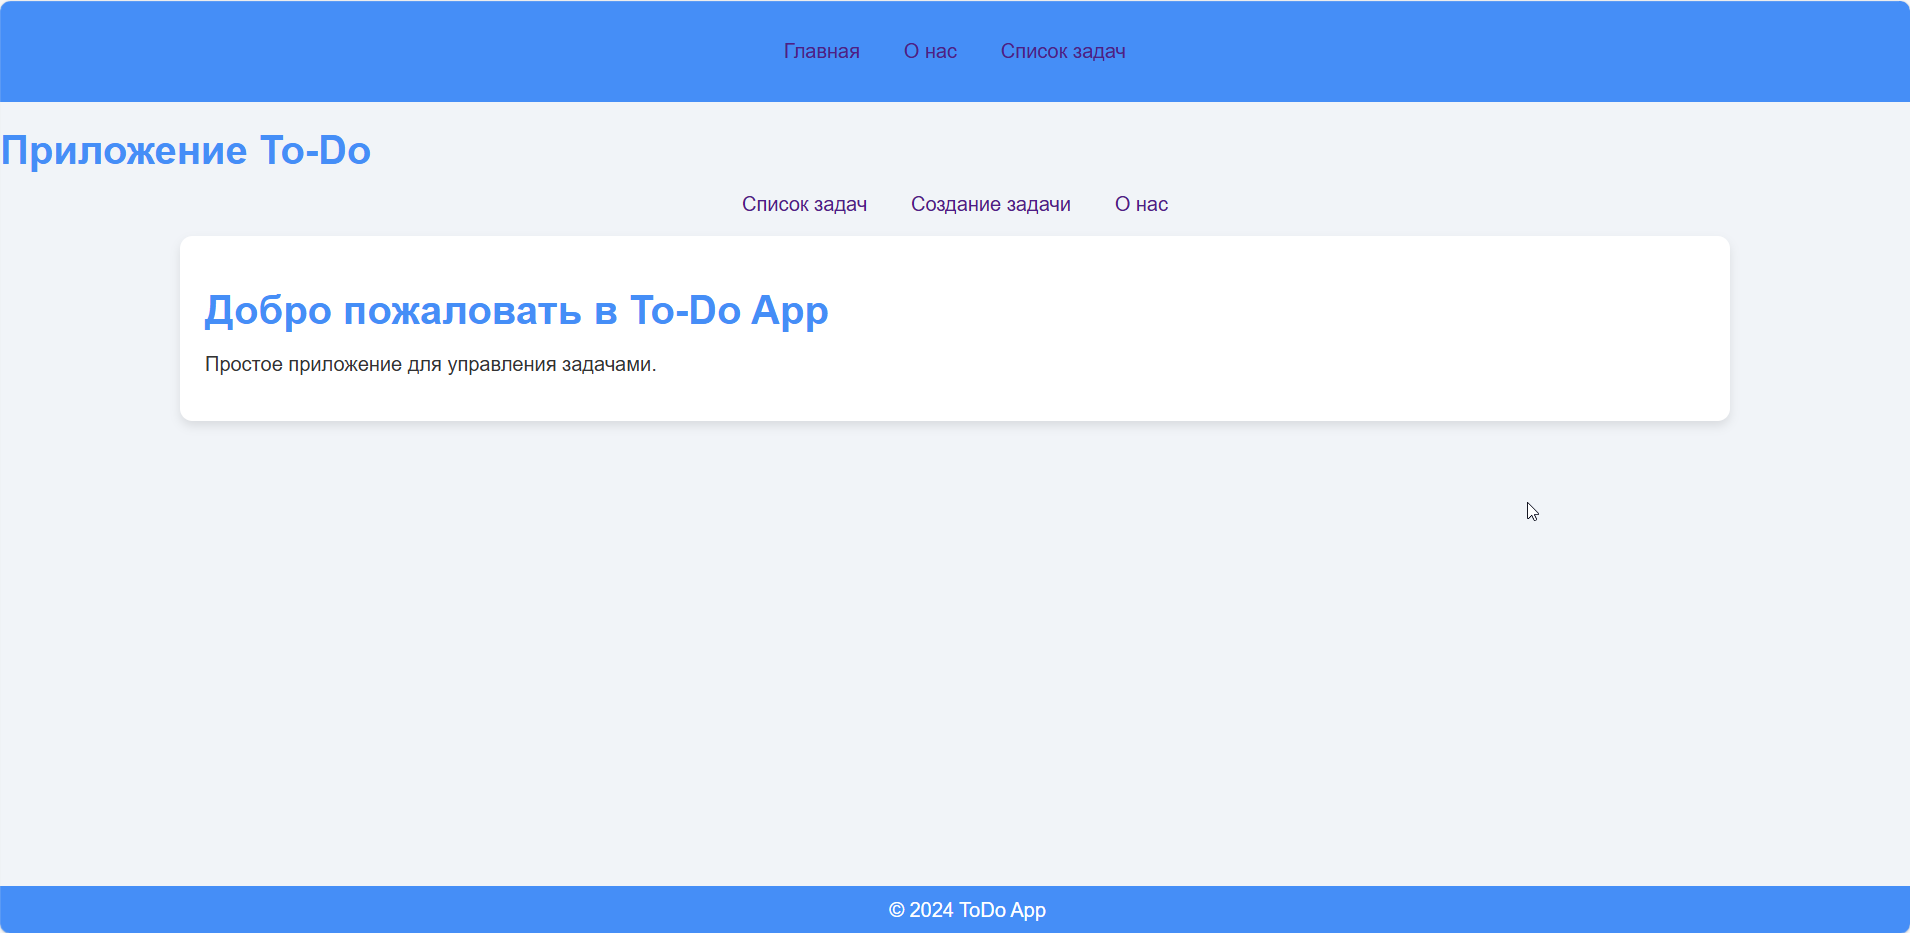 Главная О нас Список задач
Приложение To-Do
Список задач Создание задачи О нас
Добро пожаловать в To-Do App
Простое приложение для управления задачами.
© 2024 ToDo App